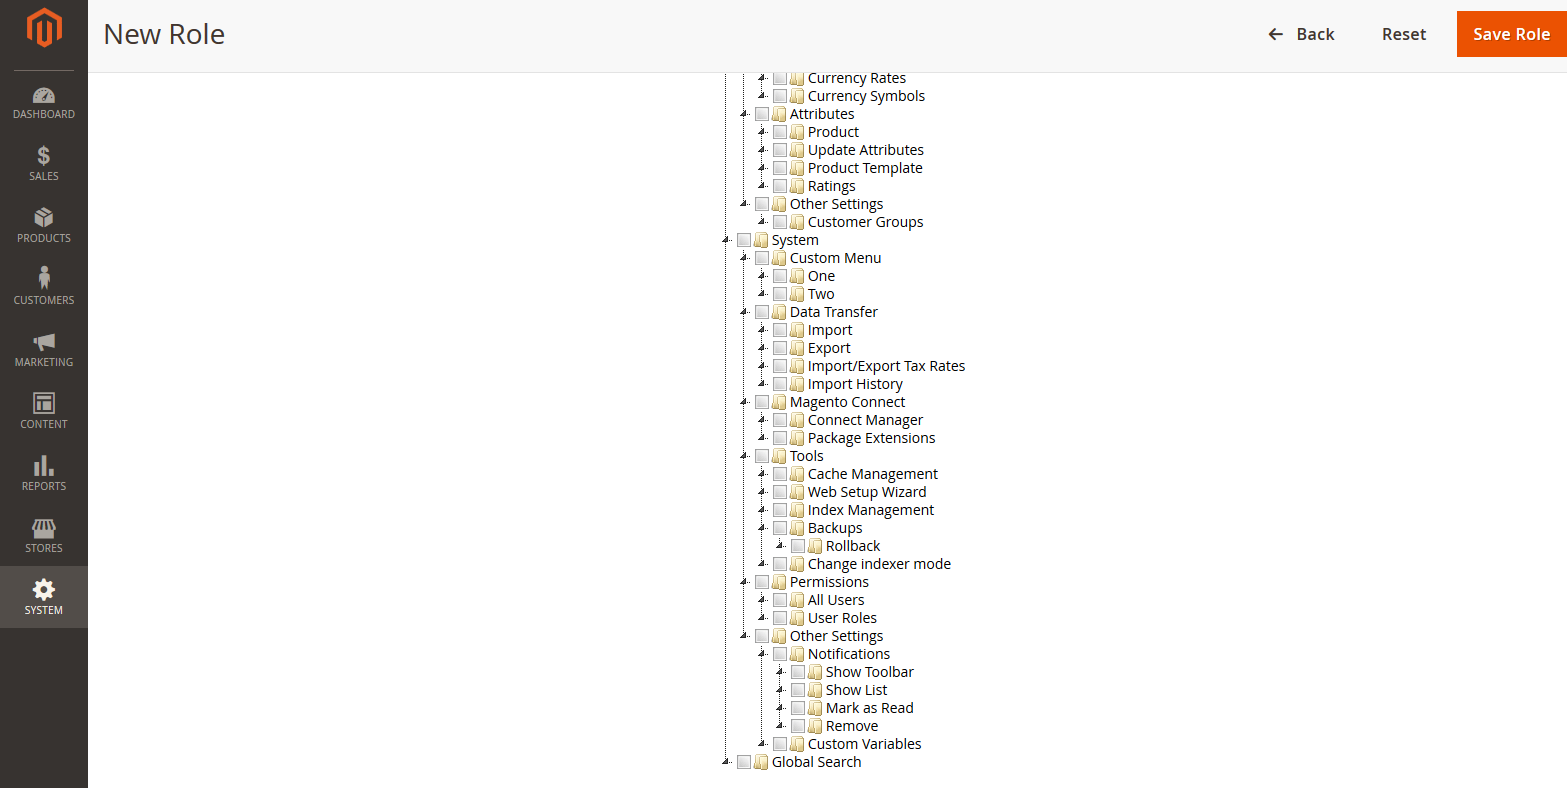 New Role
Back
Reset
Save Role
DASHBOARD
SALES
PRODUCTS
CUSTOMERS
MARKETING
CONTENT
REPORTS
STORES
SYSTEM
Currency Rates
Currency Symbols
Attributes
Product
Update Attributes
Product Template
Ratings
Other Settings
Customer Groups
System
Custom Menu
One
Two
Data Transfer
Import
Export
Import/Export Tax Rates
Import History
Magento Connect
Connect Manager
Package Extensions
Tools
Cache Management
Web Setup Wizard
Index Management
Backups
Rollback
Change indexer mode
Permissions
All Users
User Roles
Other Settings
Notifications
Show Toolbar
Show List
Mark as Read
Remove
Custom Variables
Global Search